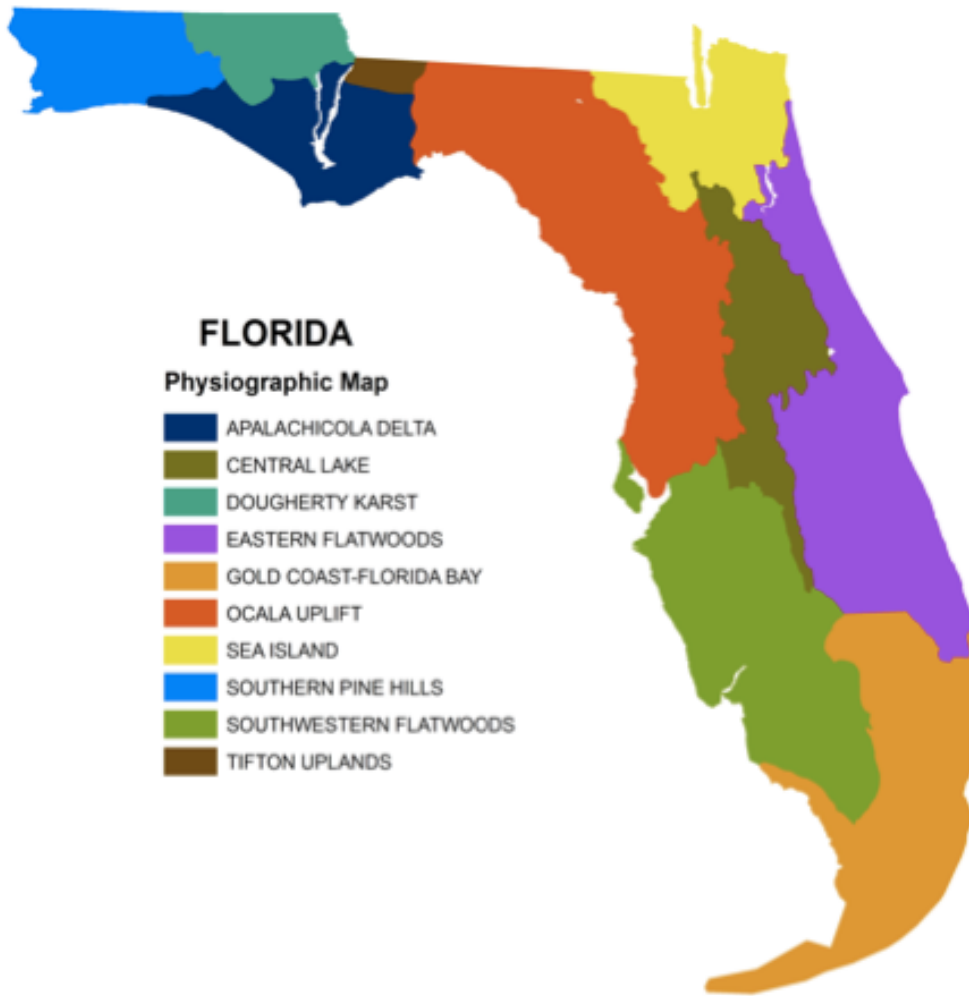 FLORIDA
Physiographic Map
APALACHICOLA DELTA
CENTRAL LAKE
DOUGHERTY KARST
EASTERN FLATWOODS
GOLD COAST-FLORIDA BAY
OCALA UPLIFT
SEA ISLAND
SOUTHERN PINE HILLS
SOUTHWESTERN FLATWOODS
TIFTON UPLANDS